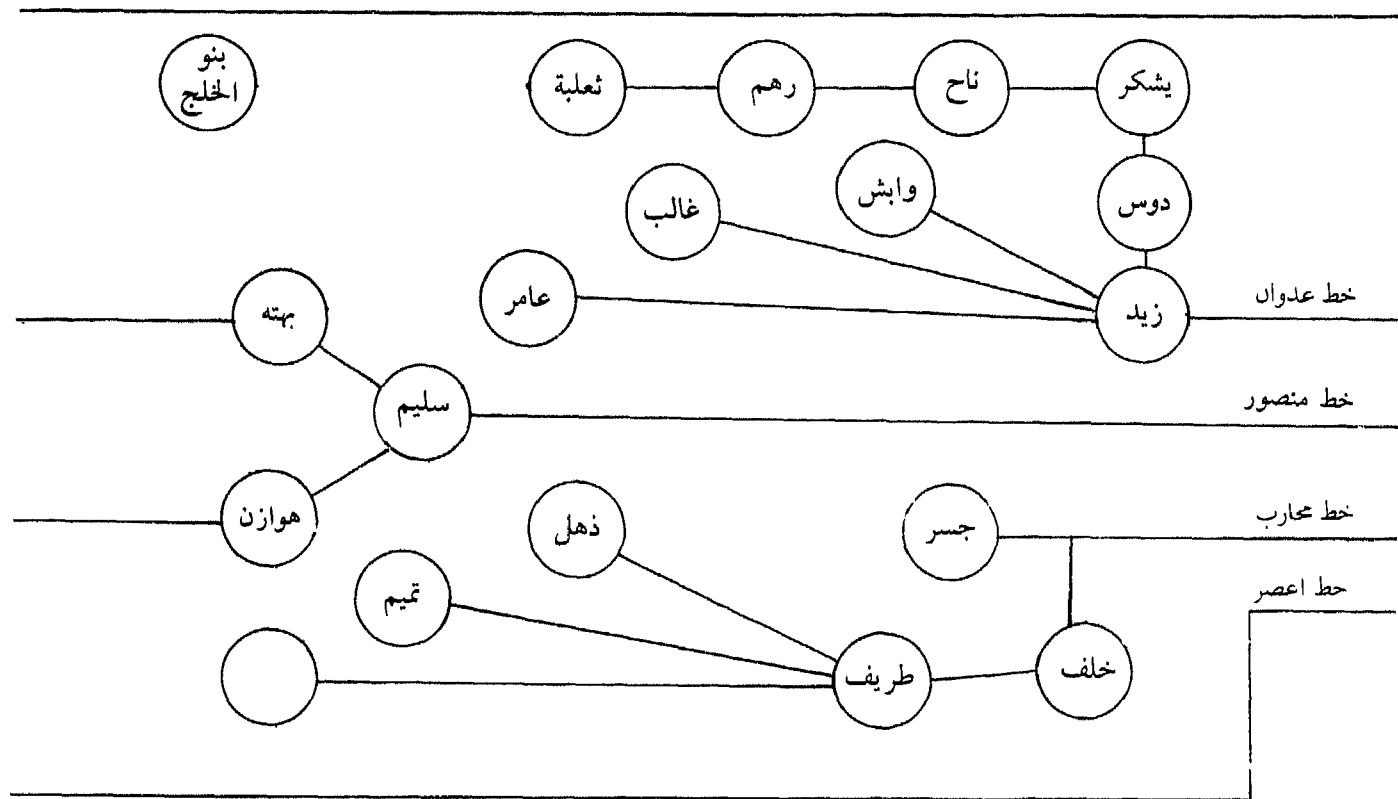 بنو
الخلج
يشكر
ناح
رهم
ثعلبة
دوس
وابش
غالب
عامر
زيد
خط عدوان
بهته
سليم
خط منصور
هوازن
خط محارب
جسر
ذهل
تميم
حط اعصر
خلف
طريف